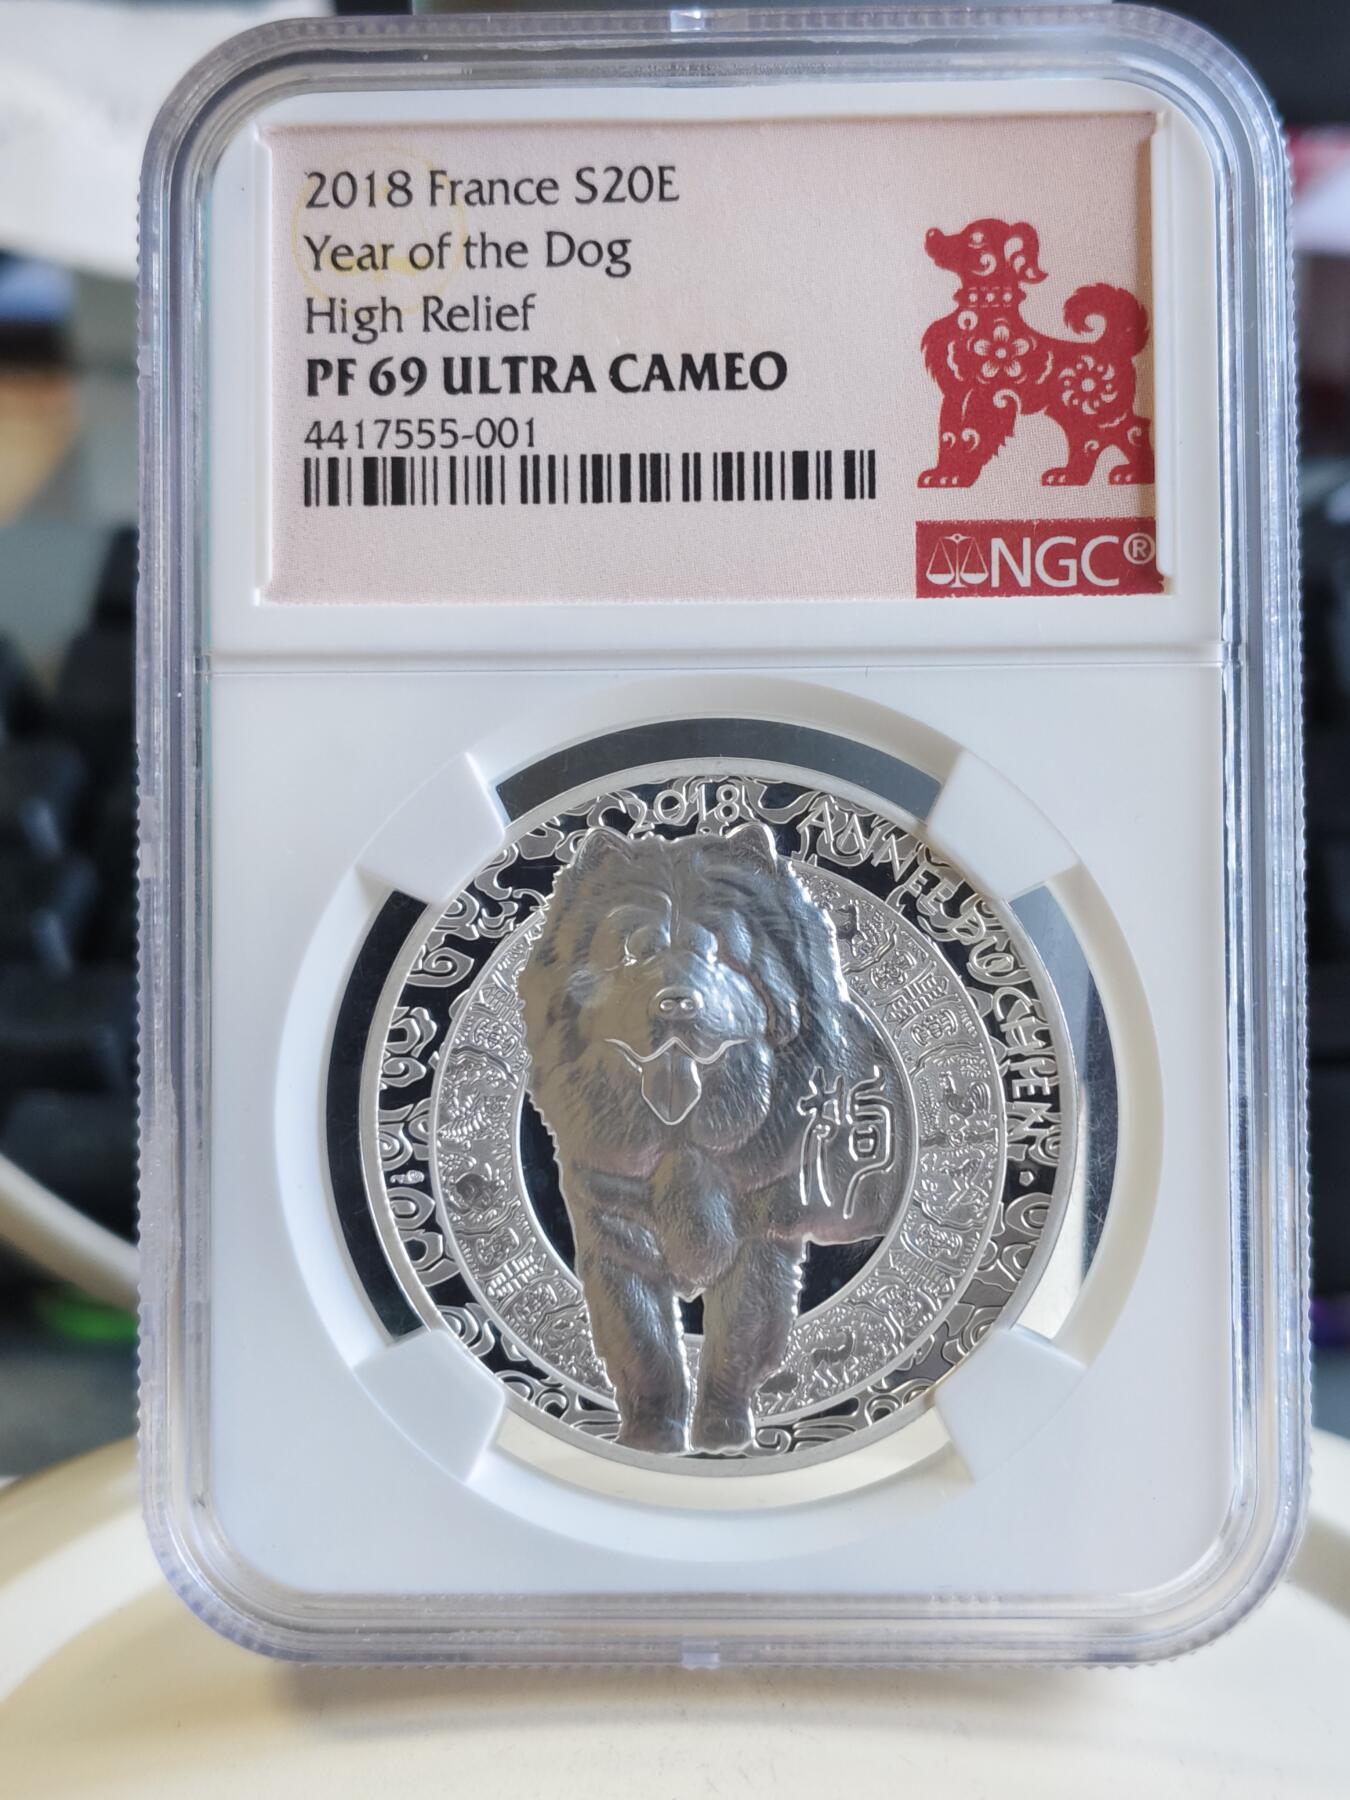 2018 France S20E
Year of the Dog
High Relief
PF 69 ULTRA CAMEO
4417555-001
NGC®
2018 ANNEE DU CHIEN
狗